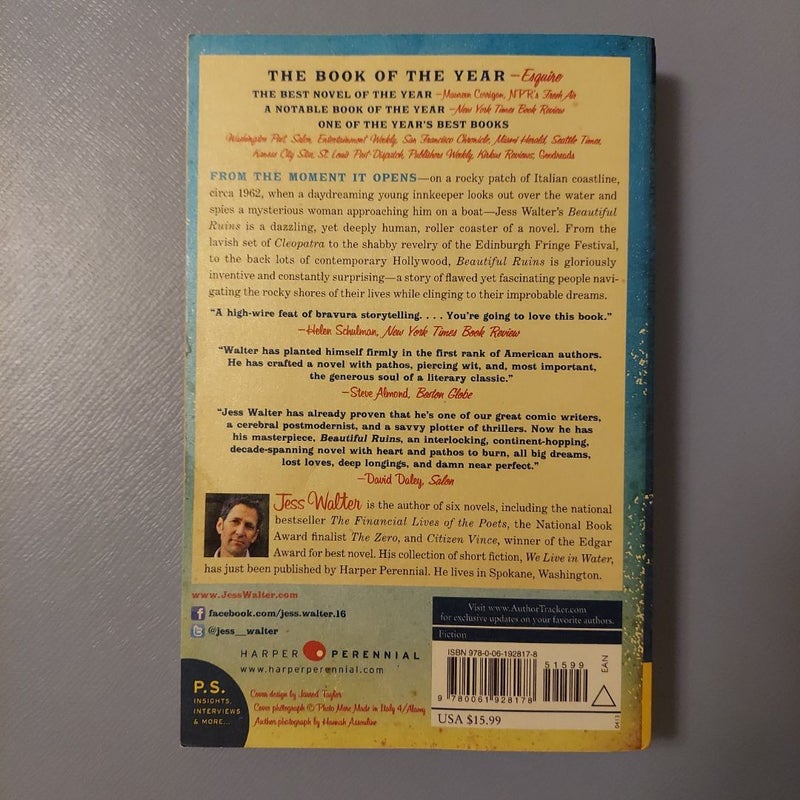 THE BOOK OF THE YEAR —Esquire
THE BEST NOVEL OF THE YEAR —Maureen Corrigan, NPR's Fresh Air
A NOTABLE BOOK OF THE YEAR —New York Times Book Review
ONE OF THE YEAR'S BEST BOOKS
Washington Post, Salon, Entertainment Weekly, San Francisco Chronicle, Miami Herald, Seattle Times,
Kansas City Star, St. Louis Post Dispatch, Publishers Weekly, Kirkus Reviews, Goodreads
FROM THE MOMENT IT OPENS—on a rocky patch of Italian coastline,
circa 1962, when a daydreaming young innkeeper looks out over the water and
spies a mysterious woman approaching him on a boat—Jess Walter's Beautiful
Ruins is a dazzling, yet deeply human, roller coaster of a novel. From the
lavish set of Cleopatra to the shabby revelry of the Edinburgh Fringe Festival,
to the back lots of contemporary Hollywood, Beautiful Ruins is gloriously
inventive and constantly surprising—a story of flawed yet fascinating people navi-
gating the rocky shores of their lives while clinging to their improbable dreams.
"A high-wire feat of bravura storytelling. . . . You're going to love this book."
—Helen Schulman, New York Times Book Review
"Walter has planted himself firmly in the first rank of American authors.
He has crafted a novel with pathos, piercing wit, and, most important,
the generous soul of a literary classic."
—Steve Almond, Boston Globe
"Jess Walter has already proven that he's one of our great comic writers,
a cerebral postmodernist, and a savvy plotter of thrillers. Now he has
his masterpiece, Beautiful Ruins, an interlocking, continent-hopping,
decade-spanning novel with heart and pathos to burn, all big dreams,
lost loves, deep longings, and damn near perfect."
—David Daley, Salon
Jess Walter is the author of six novels, including the national
bestseller The Financial Lives of the Poets, the National Book
Award finalist The Zero, and Citizen Vince, winner of the Edgar
Award for best novel. His collection of short fiction, We Live in Water,
has just been published by Harper Perennial. He lives in Spokane, Washington.
www.JessWalter.com
facebook.com/jess.walter.16
@jess_walter
HARPER PERENNIAL
www.harperperennial.com
P.S.
INSIGHTS,
INTERVIEWS
& MORE...
Cover design by Jarrod Taylor
Cover photograph © Photo Mere Made in Italy 4/Alamy
Author photograph by Hannah Assouline
Visit www.AuthorTracker.com
for exclusive updates on your favorite authors.
Fiction
ISBN 978-0-06-192817-8
51599
EAN
9 780061 928178
USA $15.99
0413